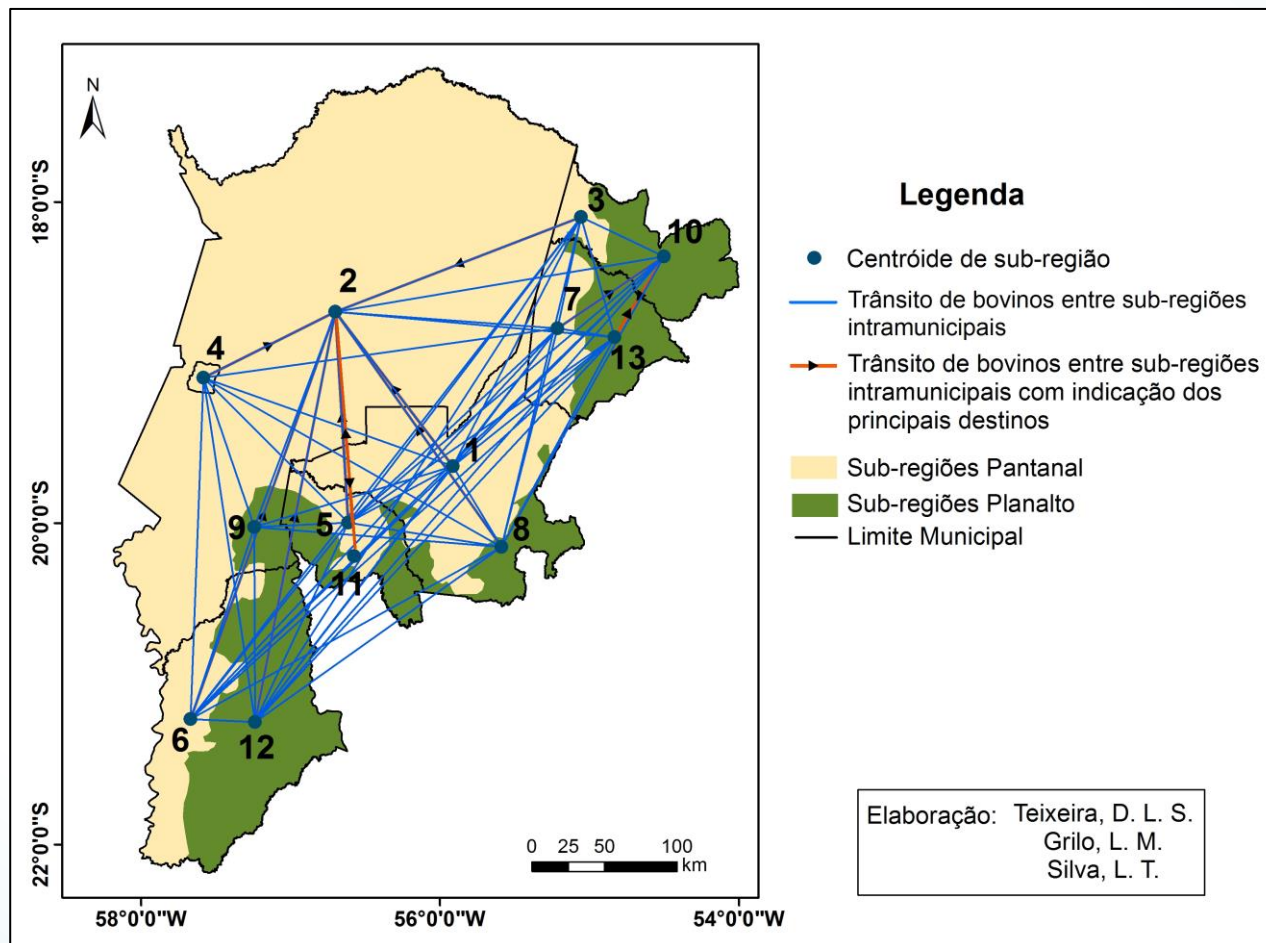 N
18°0'0"S
20°0'0"S
22°0'0"S
58°0'0"W
56°0'0"W
54°0'0"W
3
10
2
7
4
13
1
9
5
8
11
6
12
0 25 50 100
km
Legenda
Centróide de sub-região
Trânsito de bovinos entre sub-regiões
intramunicipais
Trânsito de bovinos entre sub-regiões
intramunicipais com indicação dos
principais destinos
Sub-regiões Pantanal
Sub-regiões Planalto
Limite Municipal
Elaboração: Teixeira, D. L. S.
Grilo, L. M.
Silva, L. T.